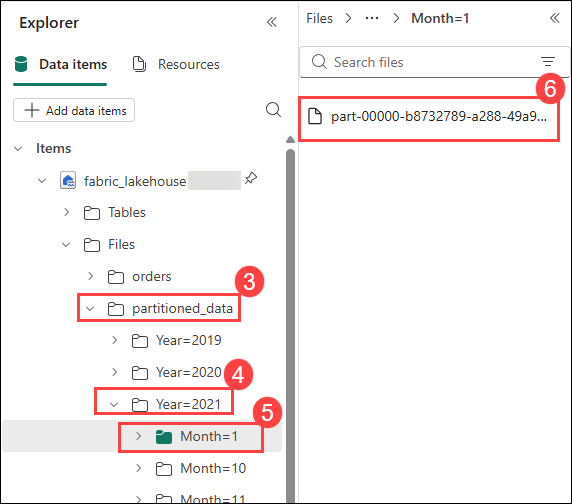 Explorer
Data items
Resources
Add data items
Items
fabric_lakehouse
Tables
Files
orders
3
partitioned_data
Year=2019
Year=2020
4
Year=2021
5
Month=1
Month=10
Month=11
Files
...
Month=1
Search files
6
part-00000-b8732789-a288-49a9...